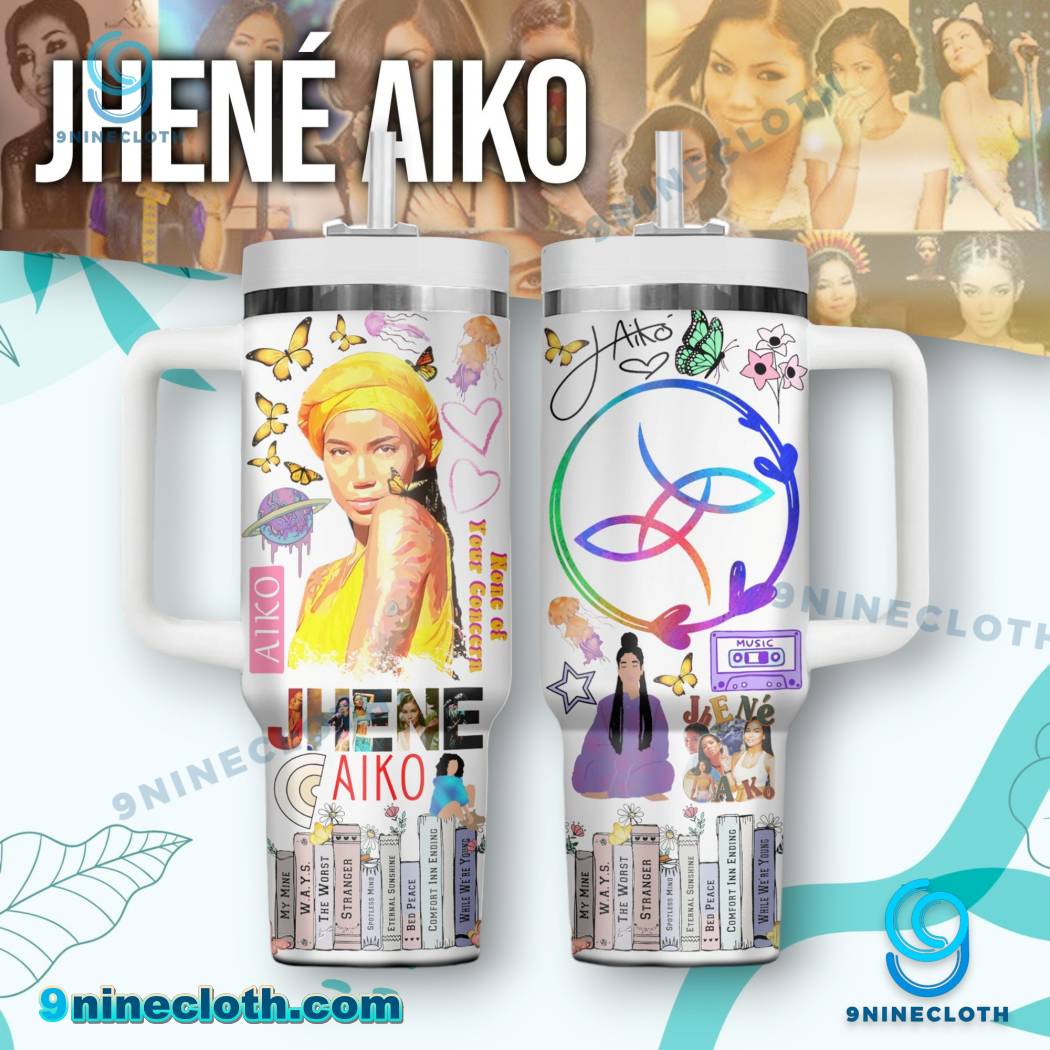 JHENÉ AIKO
9NINECLOTH
9NINECLOTH
AIKO
None of
Your Concern
JHENE
AIKO
MY MINE
W.A.Y.S.
THE WORST
STRANGER
SPOTLESS MIND
ETERNAL SUNSHINE
BED PEACE
COMFORT INN ENDING
WHILE WE'RE YOUNG
9NINECLOTH
J Aiko
MUSIC
Jhené
Aiko
9NINECLOTH
MY MINE
W.A.Y.S.
THE WORST
STRANGER
SPOTLESS MIND
ETERNAL SUNSHINE
BED PEACE
COMFORT INN ENDING
WHILE WE'RE YOUNG
9ninecloth.com
9NINECLOTH